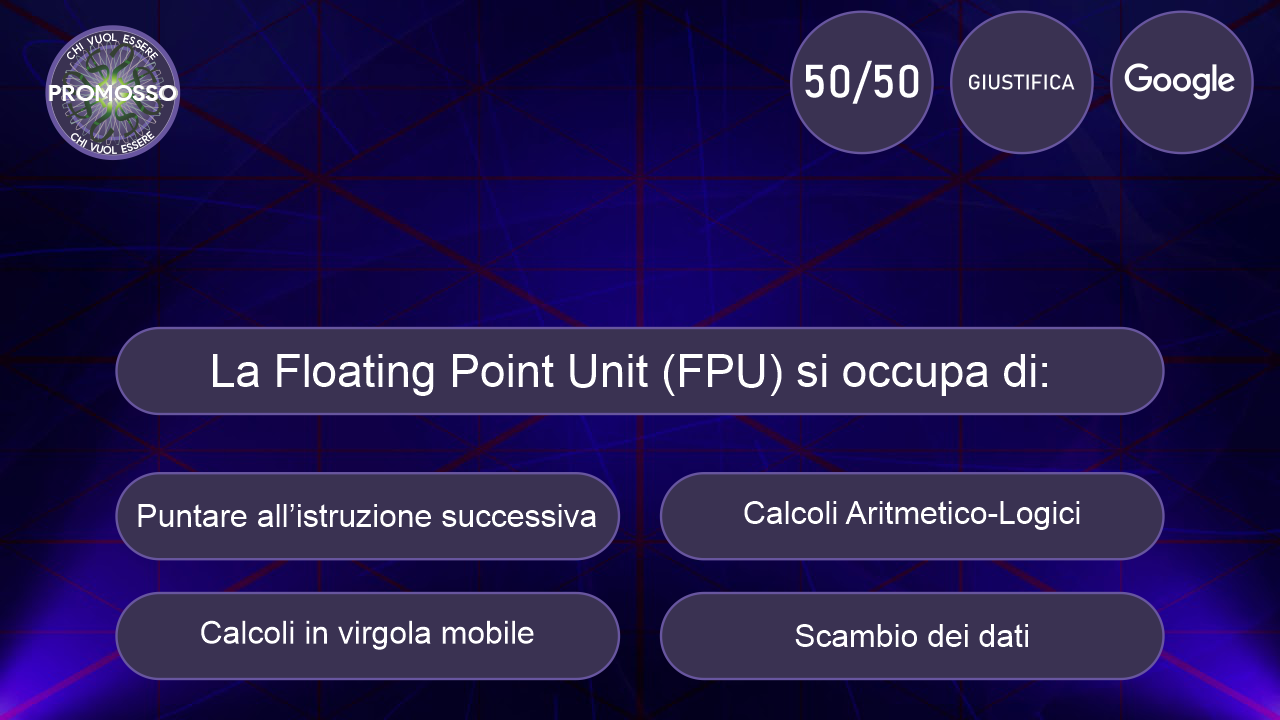 CHI VUOL ESSERE
PROMOSSO
CHI VUOL ESSERE
50/50
GIUSTIFICA
Google
La Floating Point Unit (FPU) si occupa di:
Puntare all’istruzione successiva
Calcoli Aritmetico-Logici
Calcoli in virgola mobile
Scambio dei dati